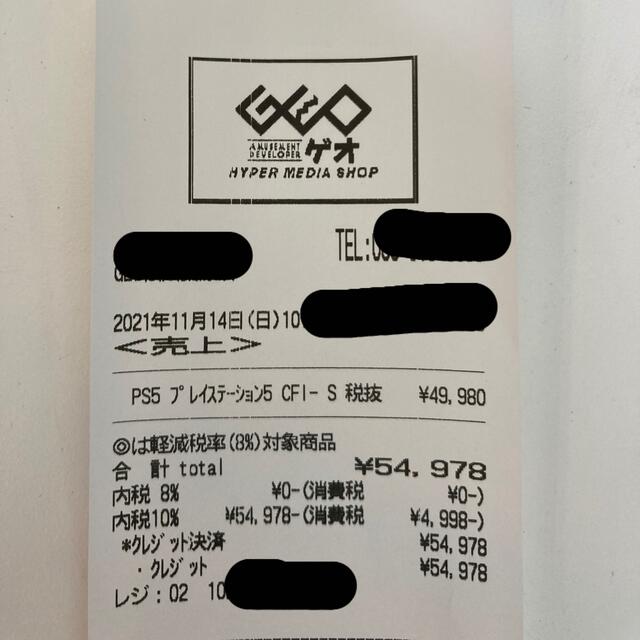 GEO
AMUSEMENT
DEVELOPER ゲオ
HYPER MEDIA SHOP
TEL:0
2021年11月14日(日)10
＜売上＞
PS5 プレイステーション5 CFI- S 税抜 ¥49,980
◎は軽減税率(8%)対象商品
合 計 total ¥54,978
内税 8% ¥0-(消費税 ¥0-)
内税10% ¥54,978-(消費税 ¥4,998-)
*クレジット決済 ¥54,978
・クレジット ¥54,978
レジ:02 10